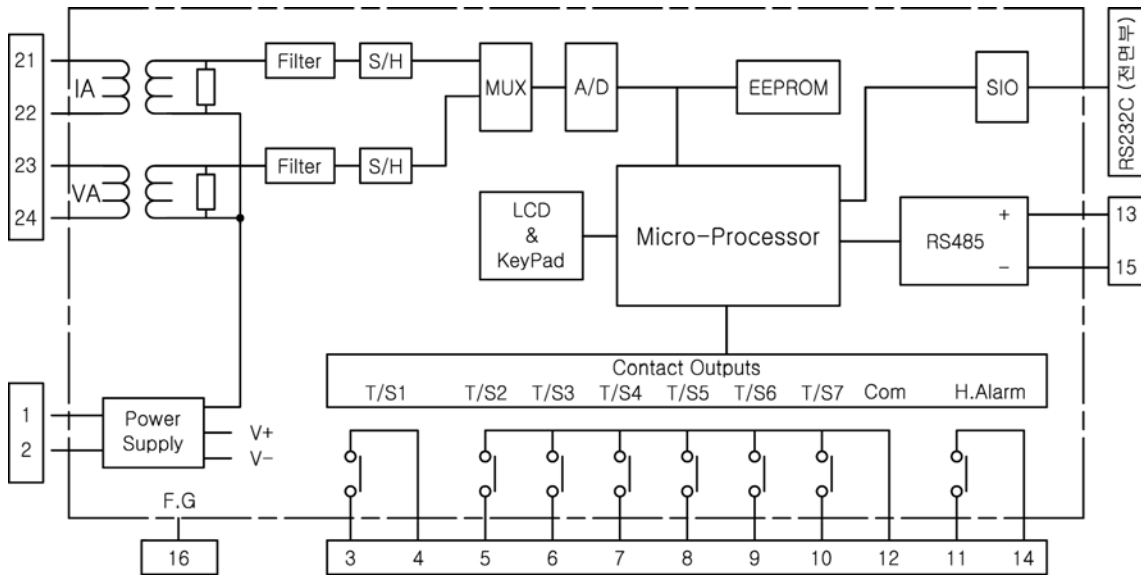 21
IA
22
23
VA
24
Filter
S/H
Filter
S/H
MUX
A/D
EEPROM
SIO
RS232C (전면부)
LCD
&
KeyPad
Micro-Processor
RS485
+
-
13
15
1
2
Power
Supply
V+
V-
F.G
16
Contact Outputs
T/S1 T/S2 T/S3 T/S4 T/S5 T/S6 T/S7 Com H.Alarm
3 4 5 6 7 8 9 10 12 11 14